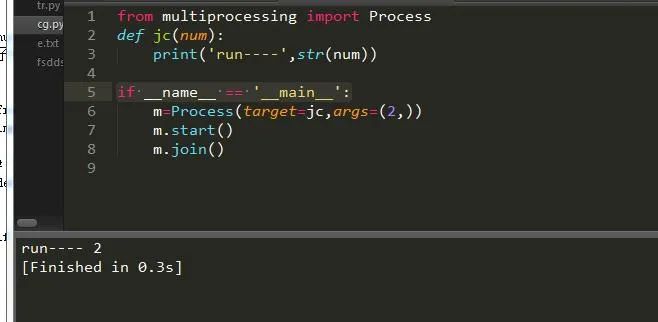 tr.py
cg.py
e.txt
fsdds
1 from multiprocessing import Process
2 def jc(num):
3     print('run----',str(num))
4
5 if __name__ == '__main__':
6     m=Process(target=jc,args=(2,))
7     m.start()
8     m.join()
9
run---- 2
[Finished in 0.3s]